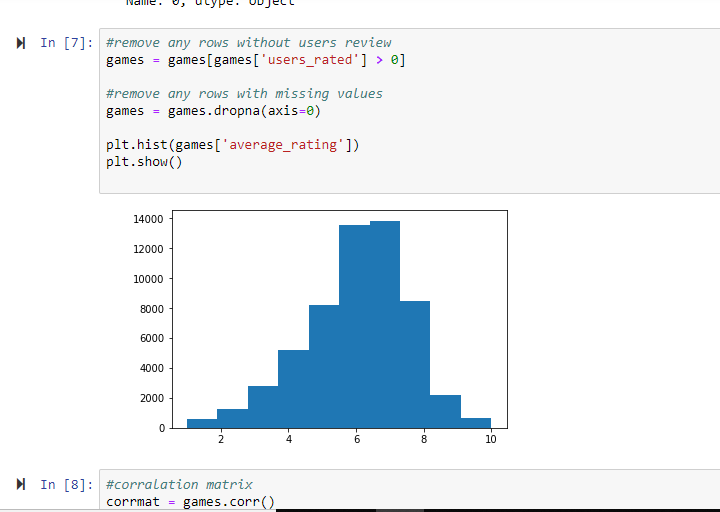 Name: 0, dtype: object
In [7]:
#remove any rows without users review
games = games[games['users_rated'] > 0]
#remove any rows with missing values
games = games.dropna(axis=0)
plt.hist(games['average_rating'])
plt.show()
14000
12000
10000
8000
6000
4000
2000
0
2 4 6 8 10
In [8]:
#corralation matrix
corrmat = games.corr()